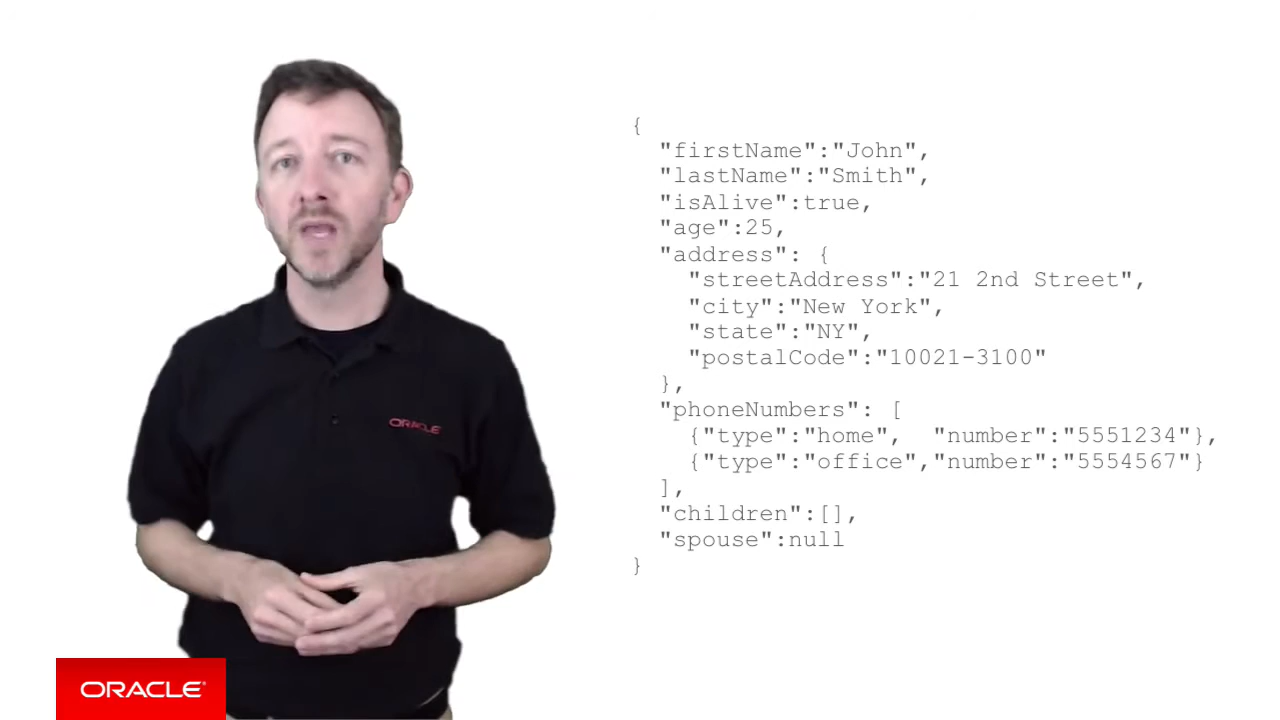 {
  "firstName":"John",
  "lastName":"Smith",
  "isAlive":true,
  "age":25,
  "address": {
    "streetAddress":"21 2nd Street",
    "city":"New York",
    "state":"NY",
    "postalCode":"10021-3100"
  },
  "phoneNumbers": [
    {"type":"home",  "number":"5551234"},
    {"type":"office","number":"5554567"}
  ],
  "children":[],
  "spouse":null
}
ORACLE
ORACLE